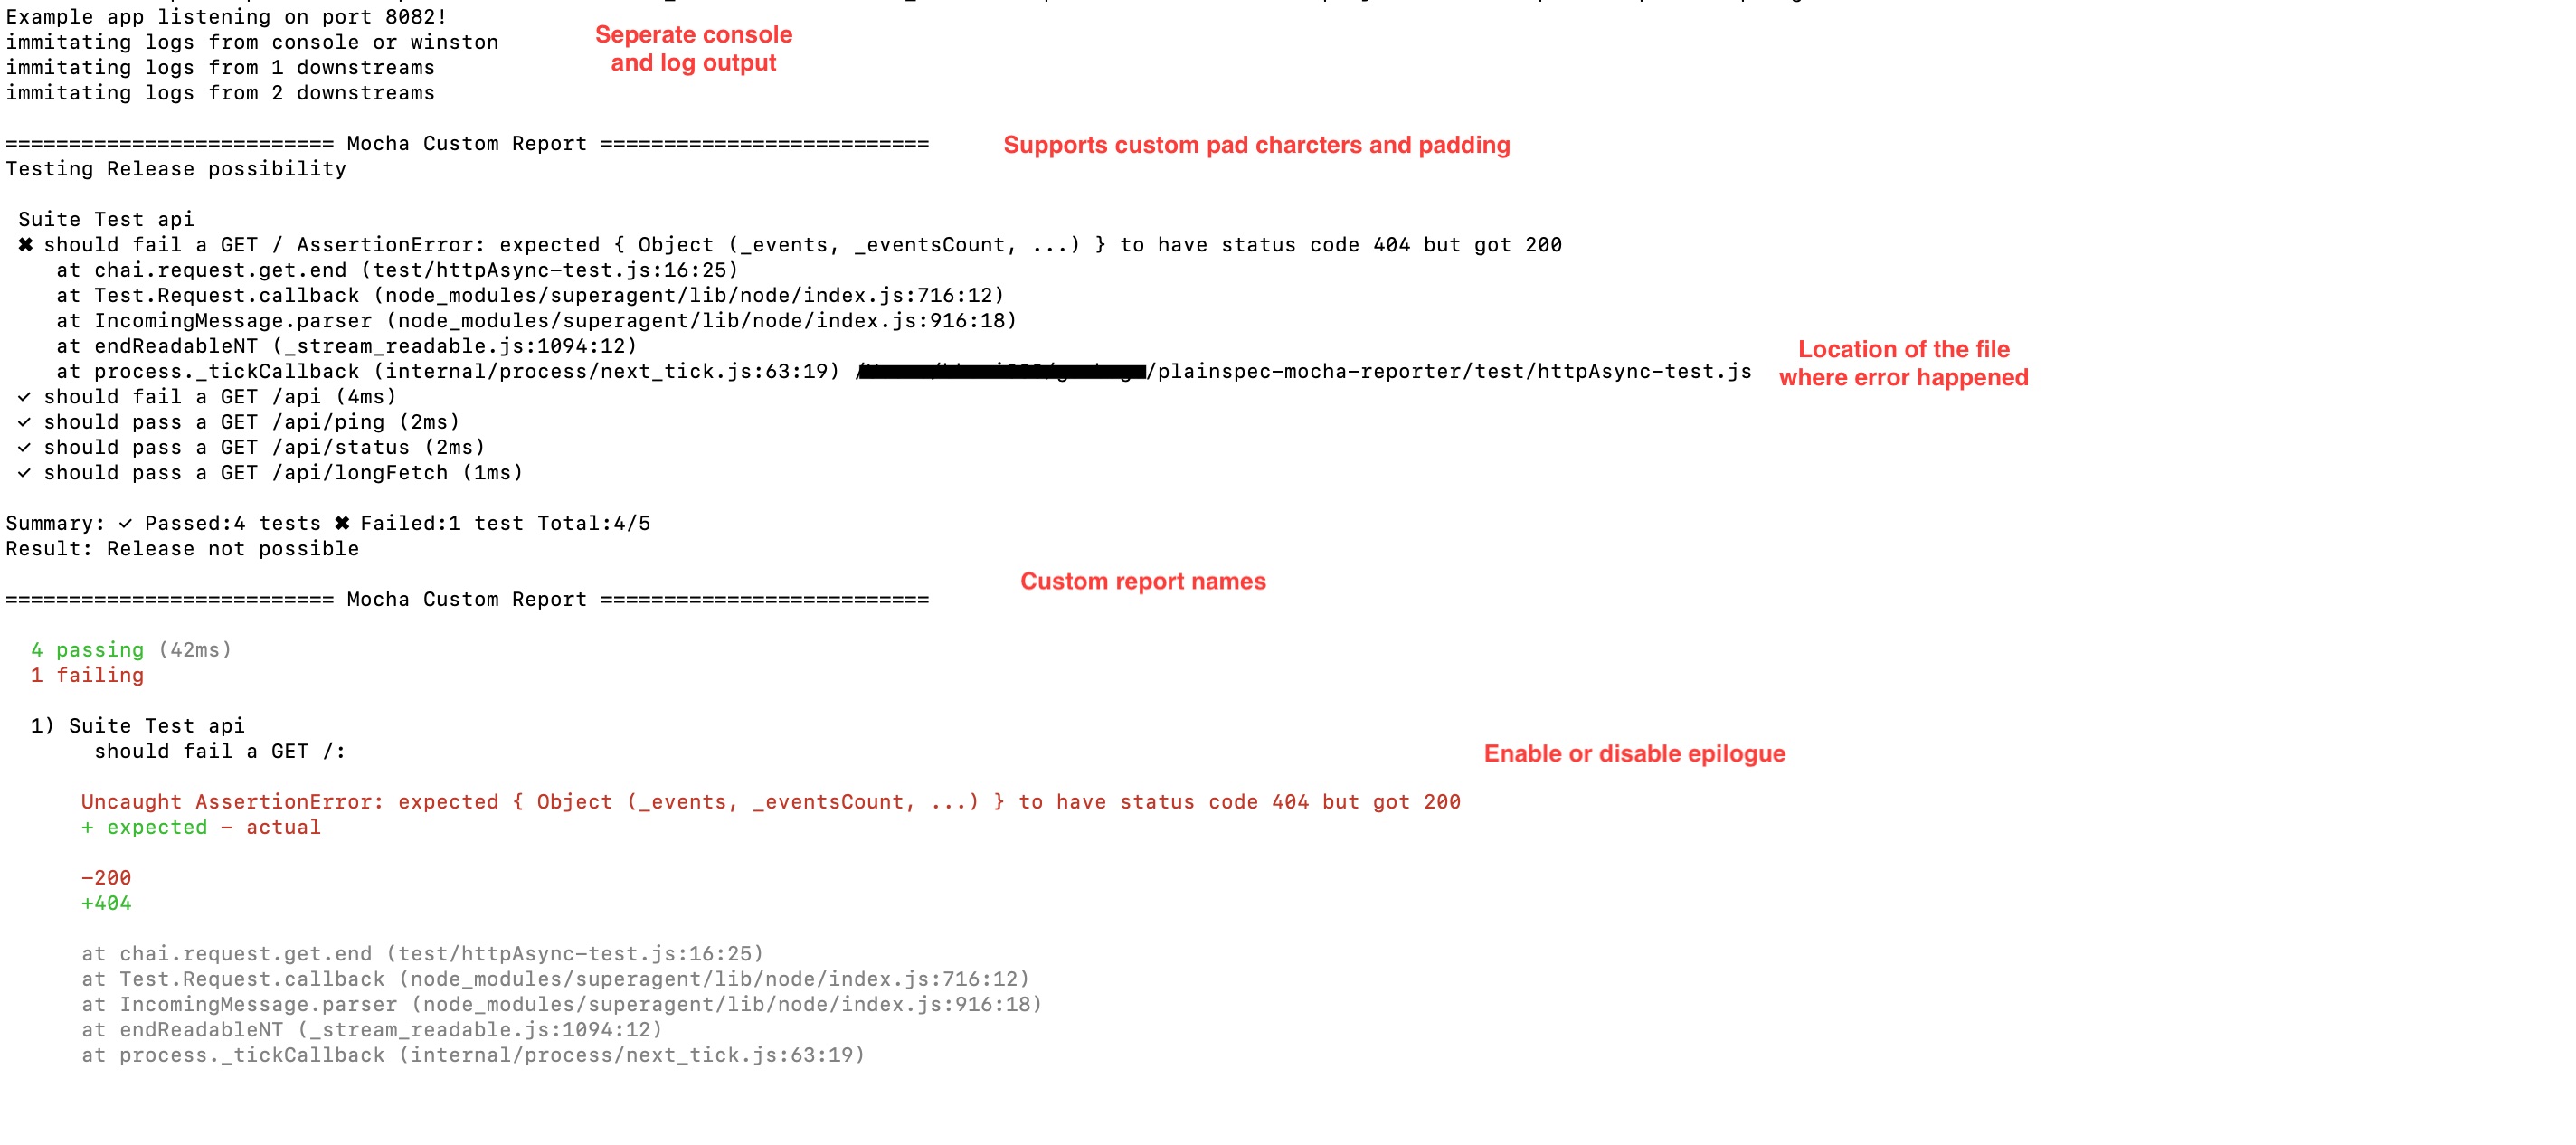 Example app listening on port 8082!
immitating logs from console or winston
immitating logs from 1 downstreams
immitating logs from 2 downstreams
Seperate console
and log output
========================== Mocha Custom Report ==========================
Supports custom pad charcters and padding
Testing Release possibility
Suite Test api
✖ should fail a GET / AssertionError: expected { Object (_events, _eventsCount, ...) } to have status code 404 but got 200
at chai.request.get.end (test/httpAsync-test.js:16:25)
at Test.Request.callback (node_modules/superagent/lib/node/index.js:716:12)
at IncomingMessage.parser (node_modules/superagent/lib/node/index.js:916:18)
at endReadableNT (_stream_readable.js:1094:12)
at process._tickCallback (internal/process/next_tick.js:63:19) /plainspec-mocha-reporter/test/httpAsync-test.js
Location of the file
where error happened
✓ should fail a GET /api (4ms)
✓ should pass a GET /api/ping (2ms)
✓ should pass a GET /api/status (2ms)
✓ should pass a GET /api/longFetch (1ms)
Summary: ✓ Passed:4 tests ✖ Failed:1 test Total:4/5
Result: Release not possible
Custom report names
========================== Mocha Custom Report ==========================
4 passing (42ms)
1 failing
1) Suite Test api
should fail a GET /:
Enable or disable epilogue
Uncaught AssertionError: expected { Object (_events, _eventsCount, ...) } to have status code 404 but got 200
+ expected - actual
-200
+404
at chai.request.get.end (test/httpAsync-test.js:16:25)
at Test.Request.callback (node_modules/superagent/lib/node/index.js:716:12)
at IncomingMessage.parser (node_modules/superagent/lib/node/index.js:916:18)
at endReadableNT (_stream_readable.js:1094:12)
at process._tickCallback (internal/process/next_tick.js:63:19)